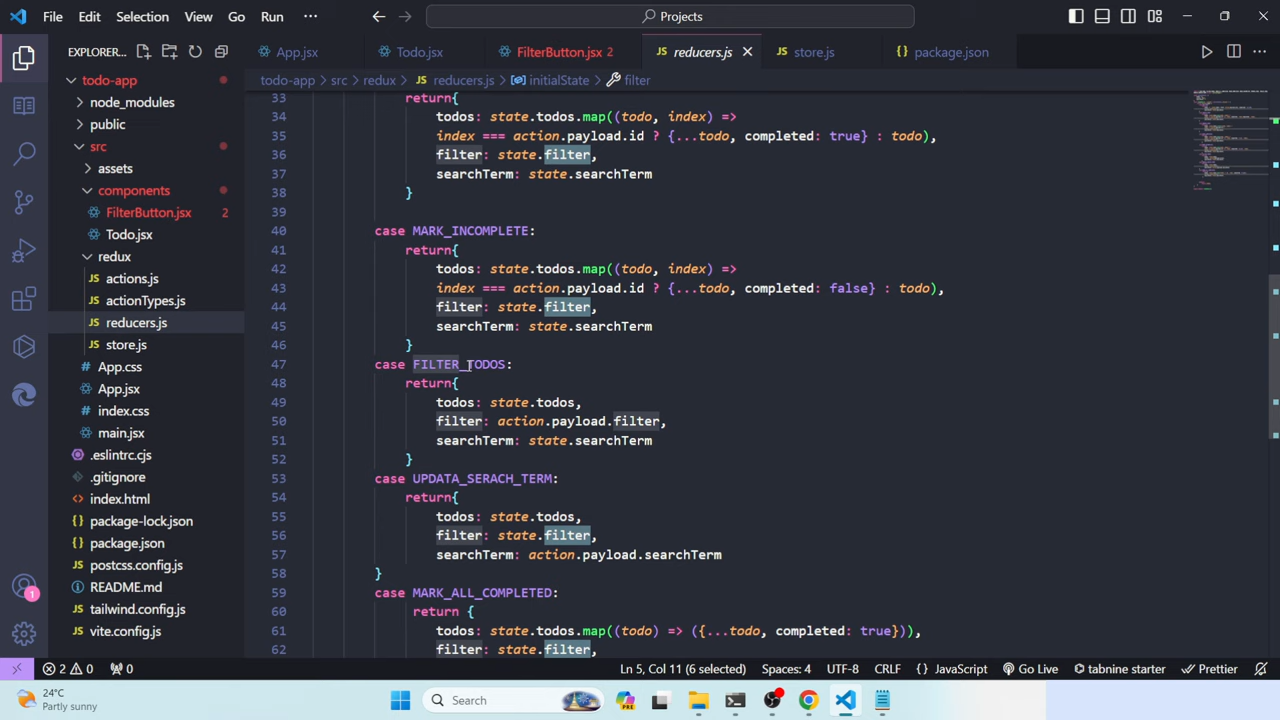 File Edit Selection View Go Run ··· Projects
EXPLORER... App.jsx Todo.jsx FilterButton.jsx 2 reducers.js store.js package.json
todo-app > src > redux > reducers.js > initialState > filter
todo-app
node_modules
public
src
assets
components
FilterButton.jsx 2
Todo.jsx
redux
actions.js
actionTypes.js
reducers.js
store.js
App.css
App.jsx
index.css
main.jsx
.eslintrc.cjs
.gitignore
index.html
package-lock.json
package.json
postcss.config.js
README.md
tailwind.config.js
vite.config.js
33 return{
34 todos: state.todos.map((todo, index) =>
35 index === action.payload.id ? {...todo, completed: true} : todo),
36 filter: state.filter,
37 searchTerm: state.searchTerm
38 }
39
40 case MARK_INCOMPLETE:
41 return{
42 todos: state.todos.map((todo, index) =>
43 index === action.payload.id ? {...todo, completed: false} : todo),
44 filter: state.filter,
45 searchTerm: state.searchTerm
46 }
47 case FILTER_TODOS:
48 return{
49 todos: state.todos,
50 filter: action.payload.filter,
51 searchTerm: state.searchTerm
52 }
53 case UPDATA_SERACH_TERM:
54 return{
55 todos: state.todos,
56 filter: state.filter,
57 searchTerm: action.payload.searchTerm
58 }
59 case MARK_ALL_COMPLETED:
60 return {
61 todos: state.todos.map((todo) => ({...todo, completed: true})),
62 filter: state.filter,
1
2 0 0 Ln 5, Col 11 (6 selected) Spaces: 4 UTF-8 CRLF {} JavaScript Go Live tabnine starter Prettier
24°C
Partly sunny
Search
PRE